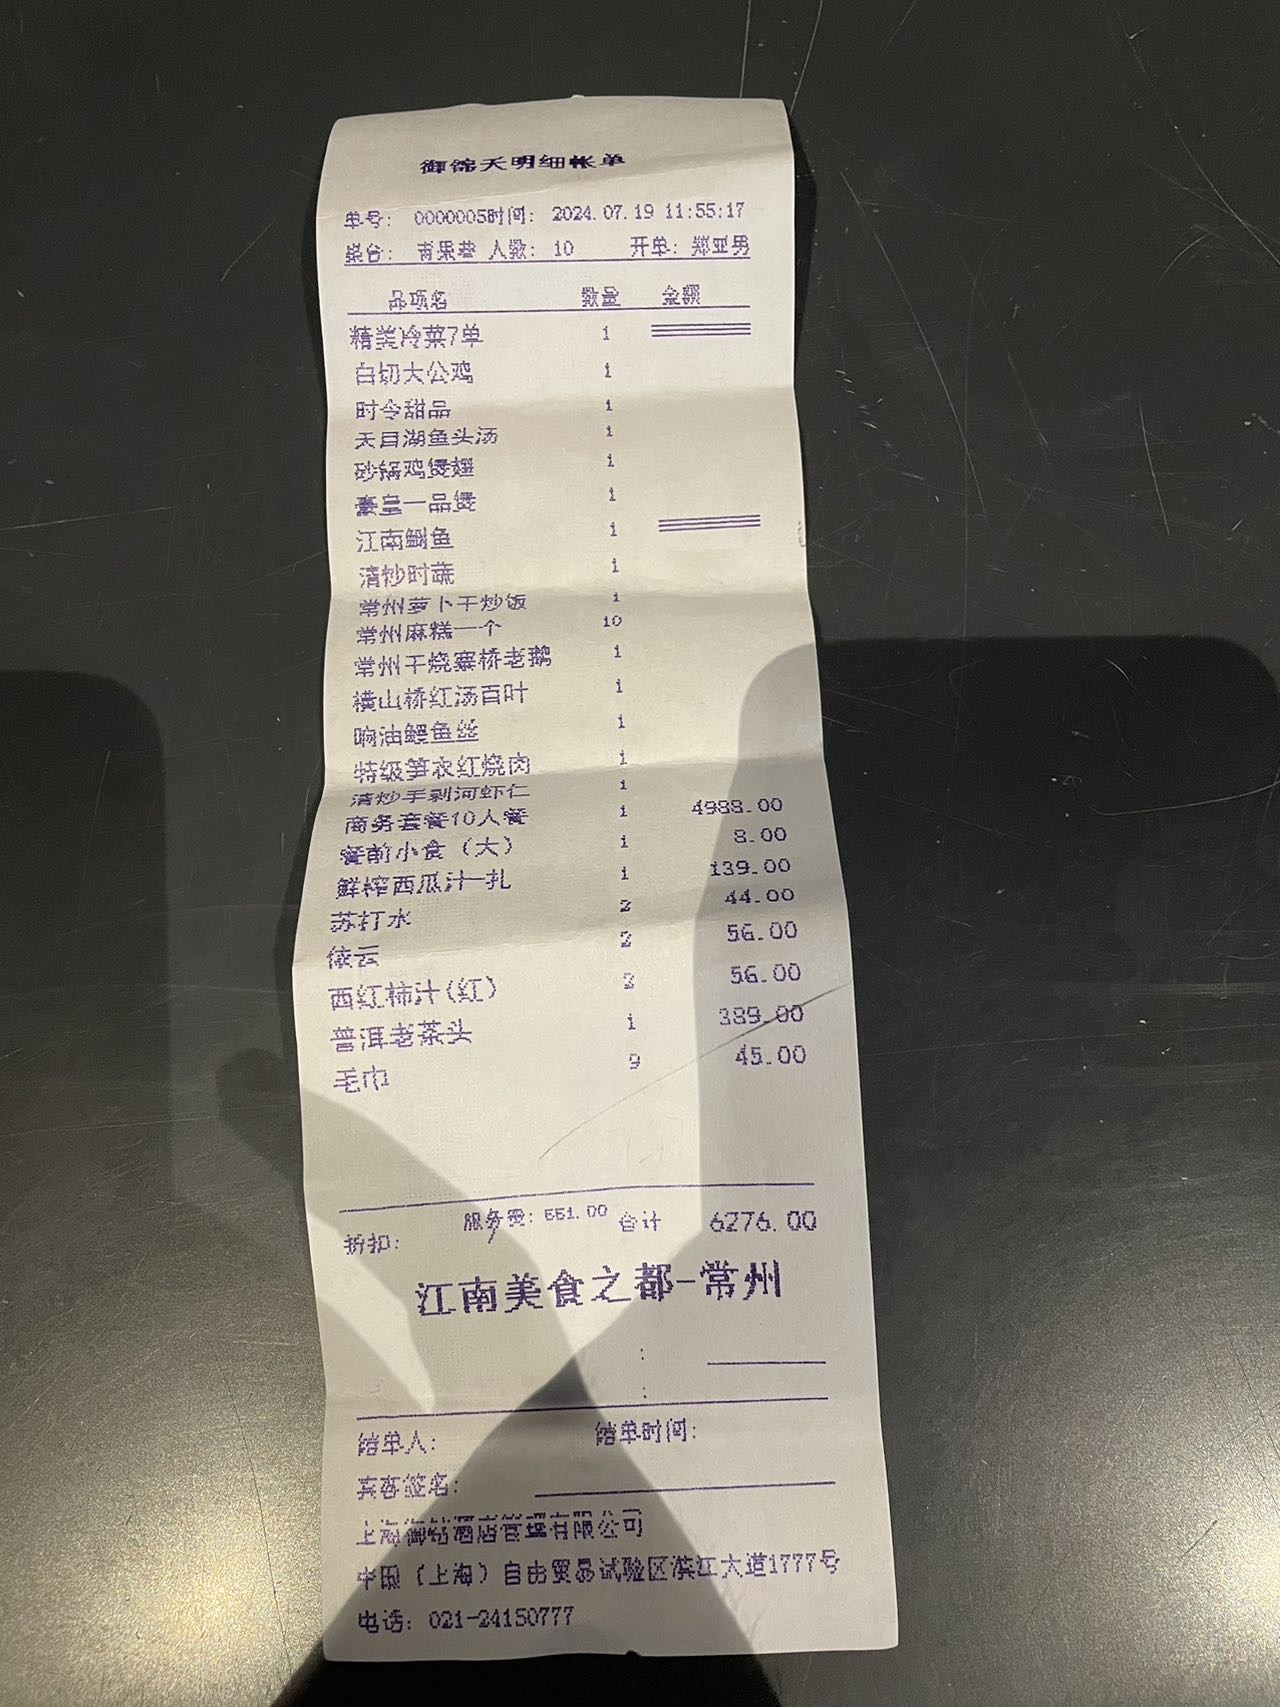 御锦天明细帐单
单号: 0000005时间: 2024.07.19 11:55:17
桌台: 青果巷 人数: 10 开单: 郑亚男
品项名 数量 金额
精美冷菜7单 1
白切大公鸡 1
时令甜品 1
天目湖鱼头汤 1
砂锅鸡煲翅 1
一品煲 1
江南鮰鱼 1
清炒时蔬 1
常州萝卜干炒饭 1
常州麻糕一个 10
常州干烧寨桥老鹅 1
横山桥红汤百叶 1
响油鳝鱼丝 1
特级笋衣红烧肉 1
清炒手剥河虾仁 1
商务套餐10人餐 1 4988.00
餐前小食（大） 1 8.00
鲜榨西瓜汁一扎 1 139.00
苏打水 2 44.00
依云 2 56.00
西红柿汁(红) 2 56.00
普洱老茶头 1 389.00
毛巾 9 45.00
折扣: 服务费: 551.00 合计 6276.00
江南美食之都-常州
:
:
结单人: 结单时间:
宾客签名:
上海御锦酒店管理有限公司
中国（上海）自由贸易试验区滨江大道1777号
电话: 021-24150777